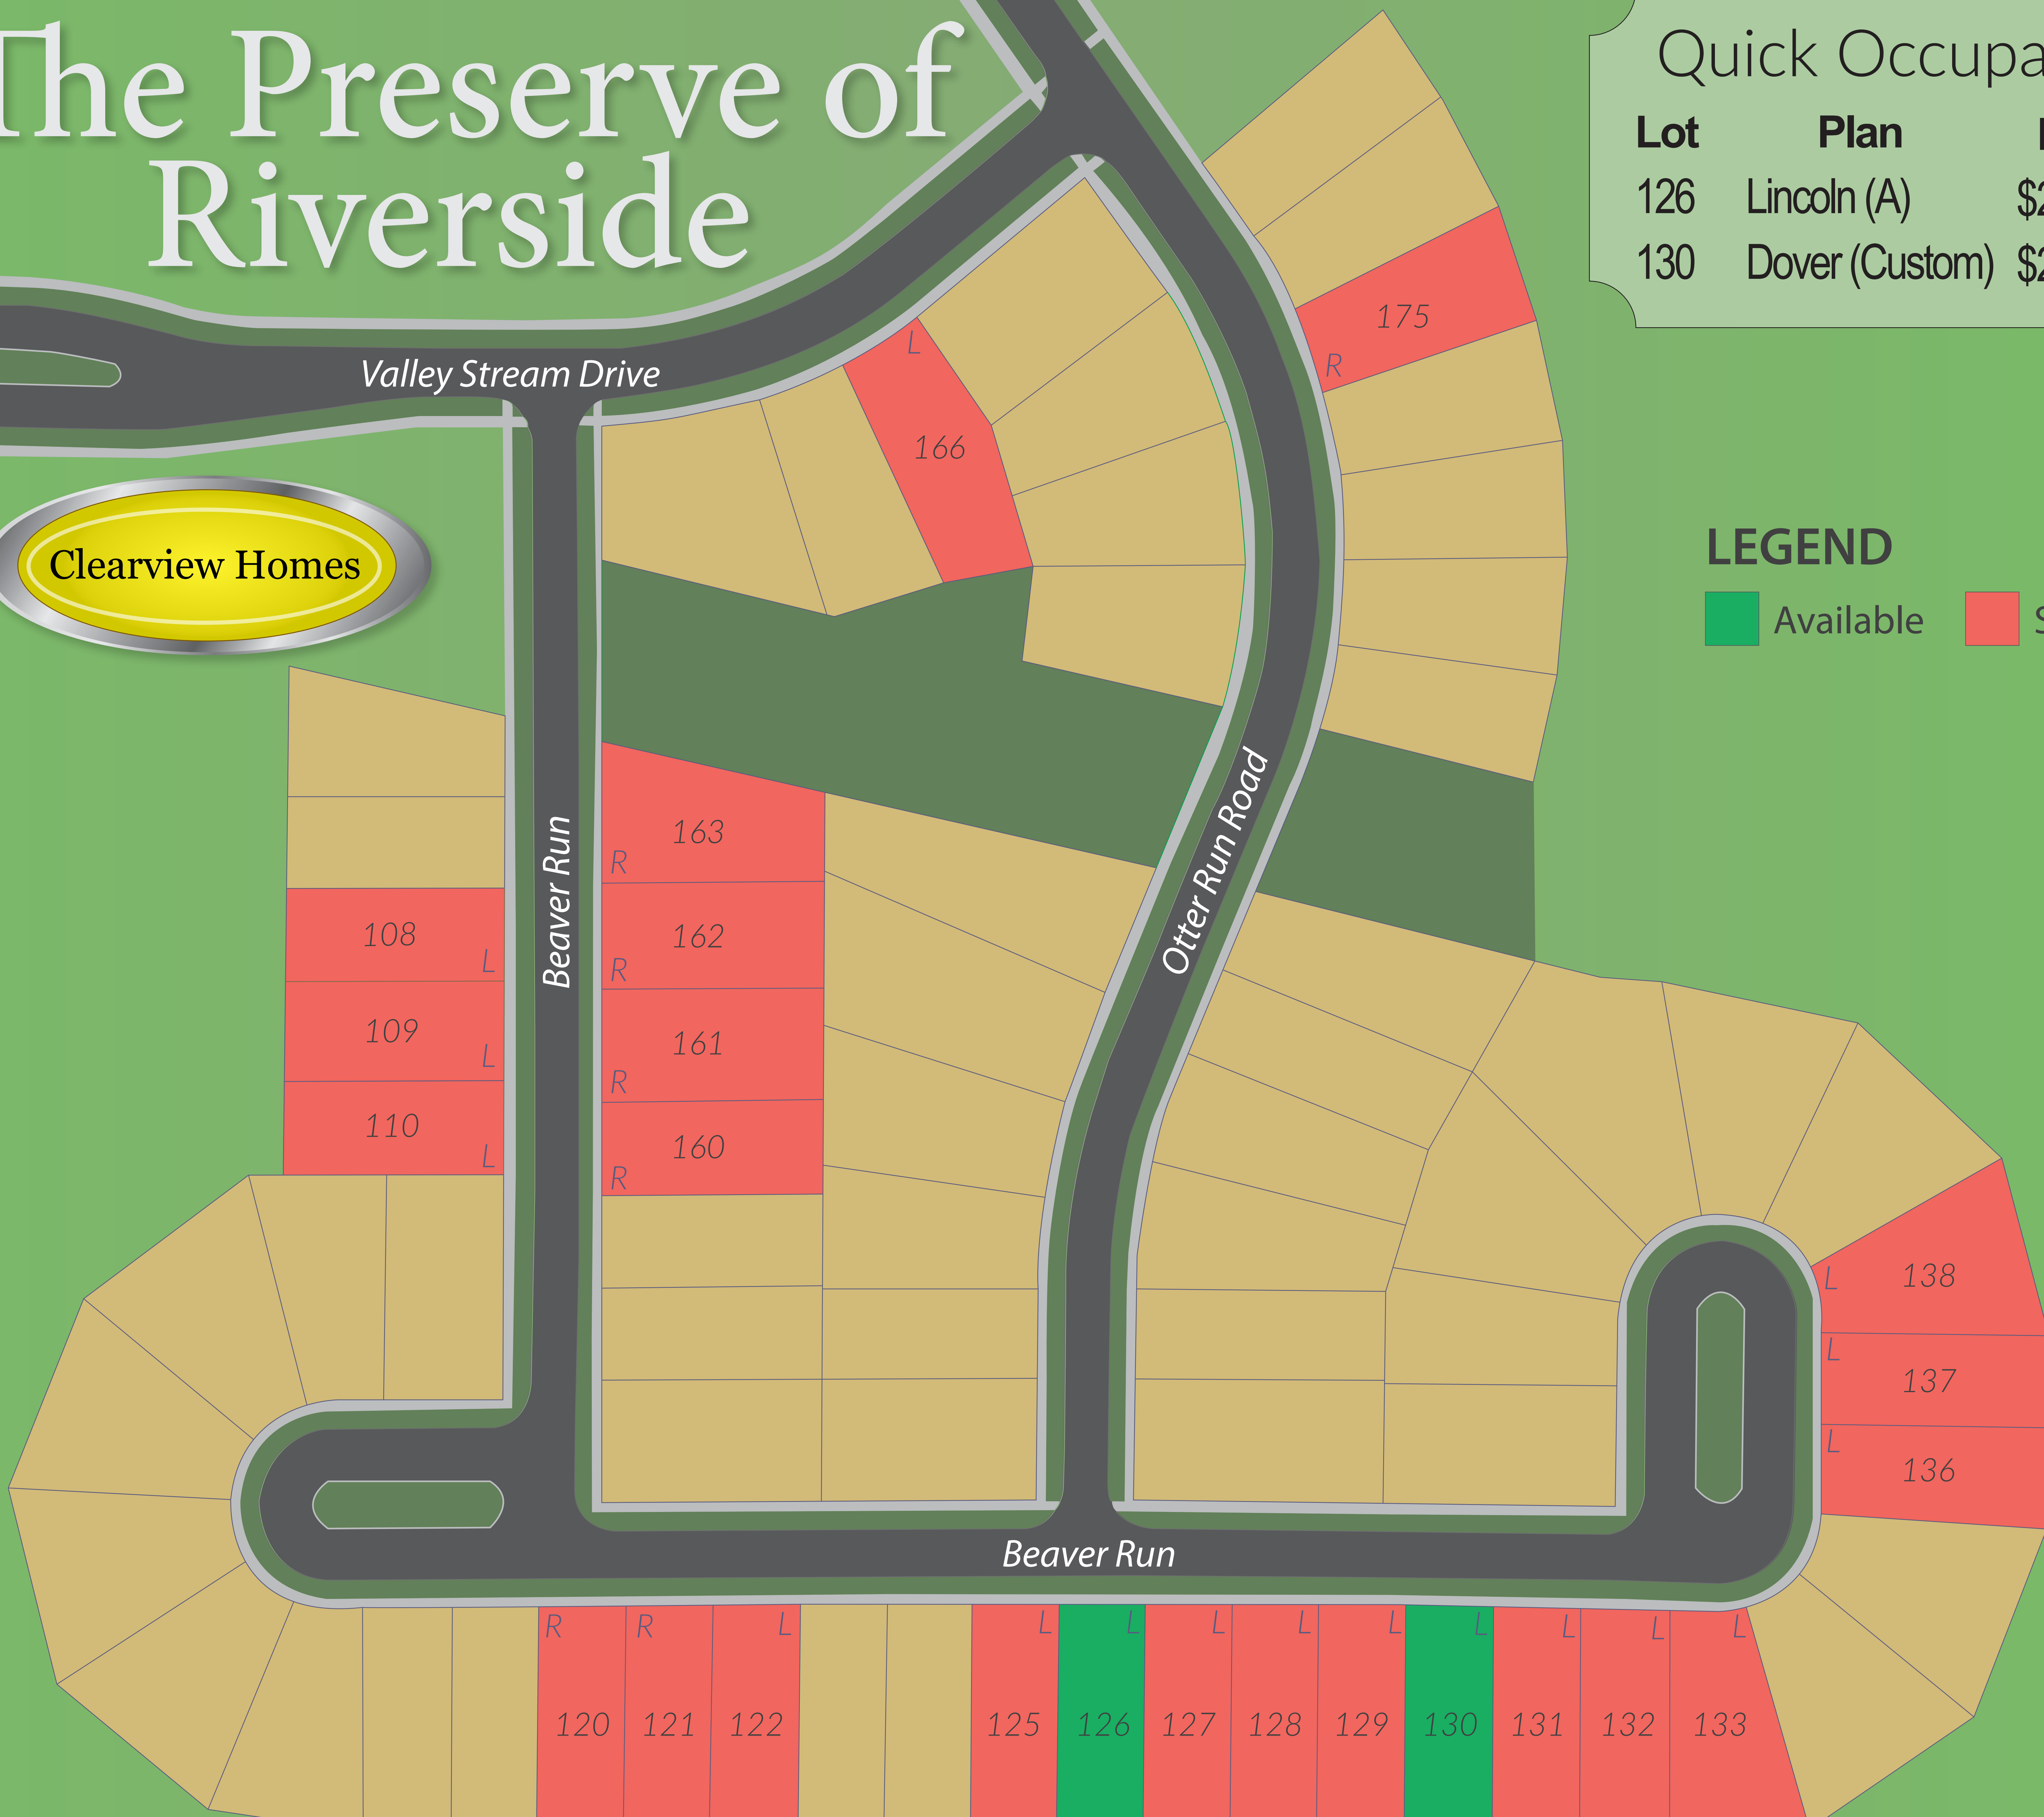 The Preserve of
Riverside
Quick Occupa
Lot Plan
126 Lincoln (A) $2
130 Dover (Custom) $2
Valley Stream Drive
Clearview Homes
LEGEND
Available S
Beaver Run
Otter Run Road
Beaver Run
175
R
L
166
163
R
162
R
161
R
160
R
108
L
109
L
110
L
L
138
L
137
L
136
R R L L L L L L L L L L
120 121 122 125 126 127 128 129 130 131 132 133